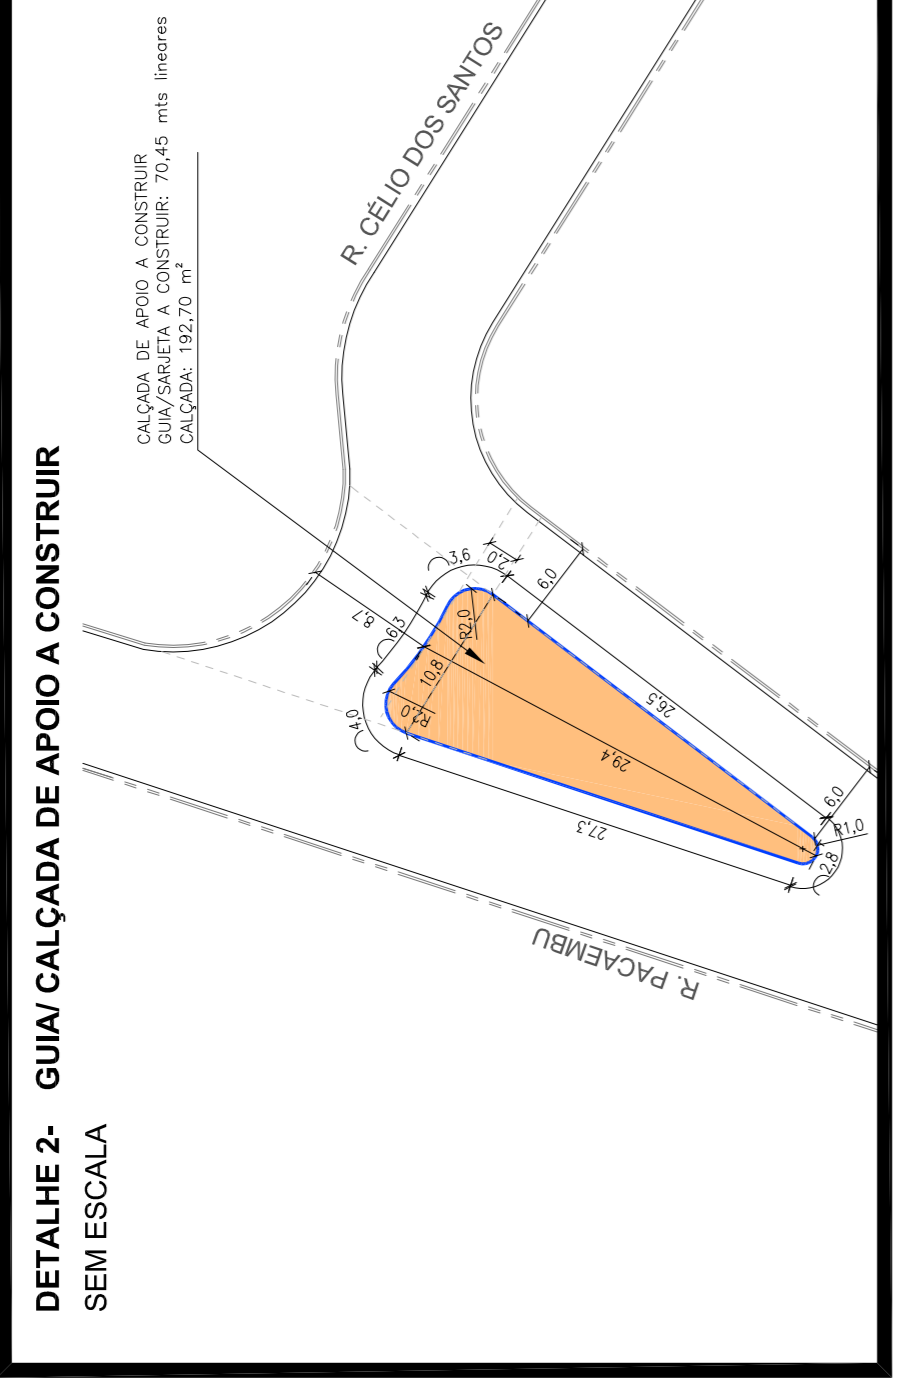 DETALHE 2- GUIA/ CALÇADA DE APOIO A CONSTRUIR
SEM ESCALA
CALÇADA DE APOIO A CONSTRUIR
GUIA/SARJETA A CONSTRUIR: 70,45 mts lineares
CALÇADA: 192,70 m²
R. CÉLIO DOS SANTOS
R. PACAEMBU
3,6
2,0
6,0
8,7
6,3
R2,0
10,8
R2,0
4,0
26,5
29,4
27,3
6,0
R1,0
2,8